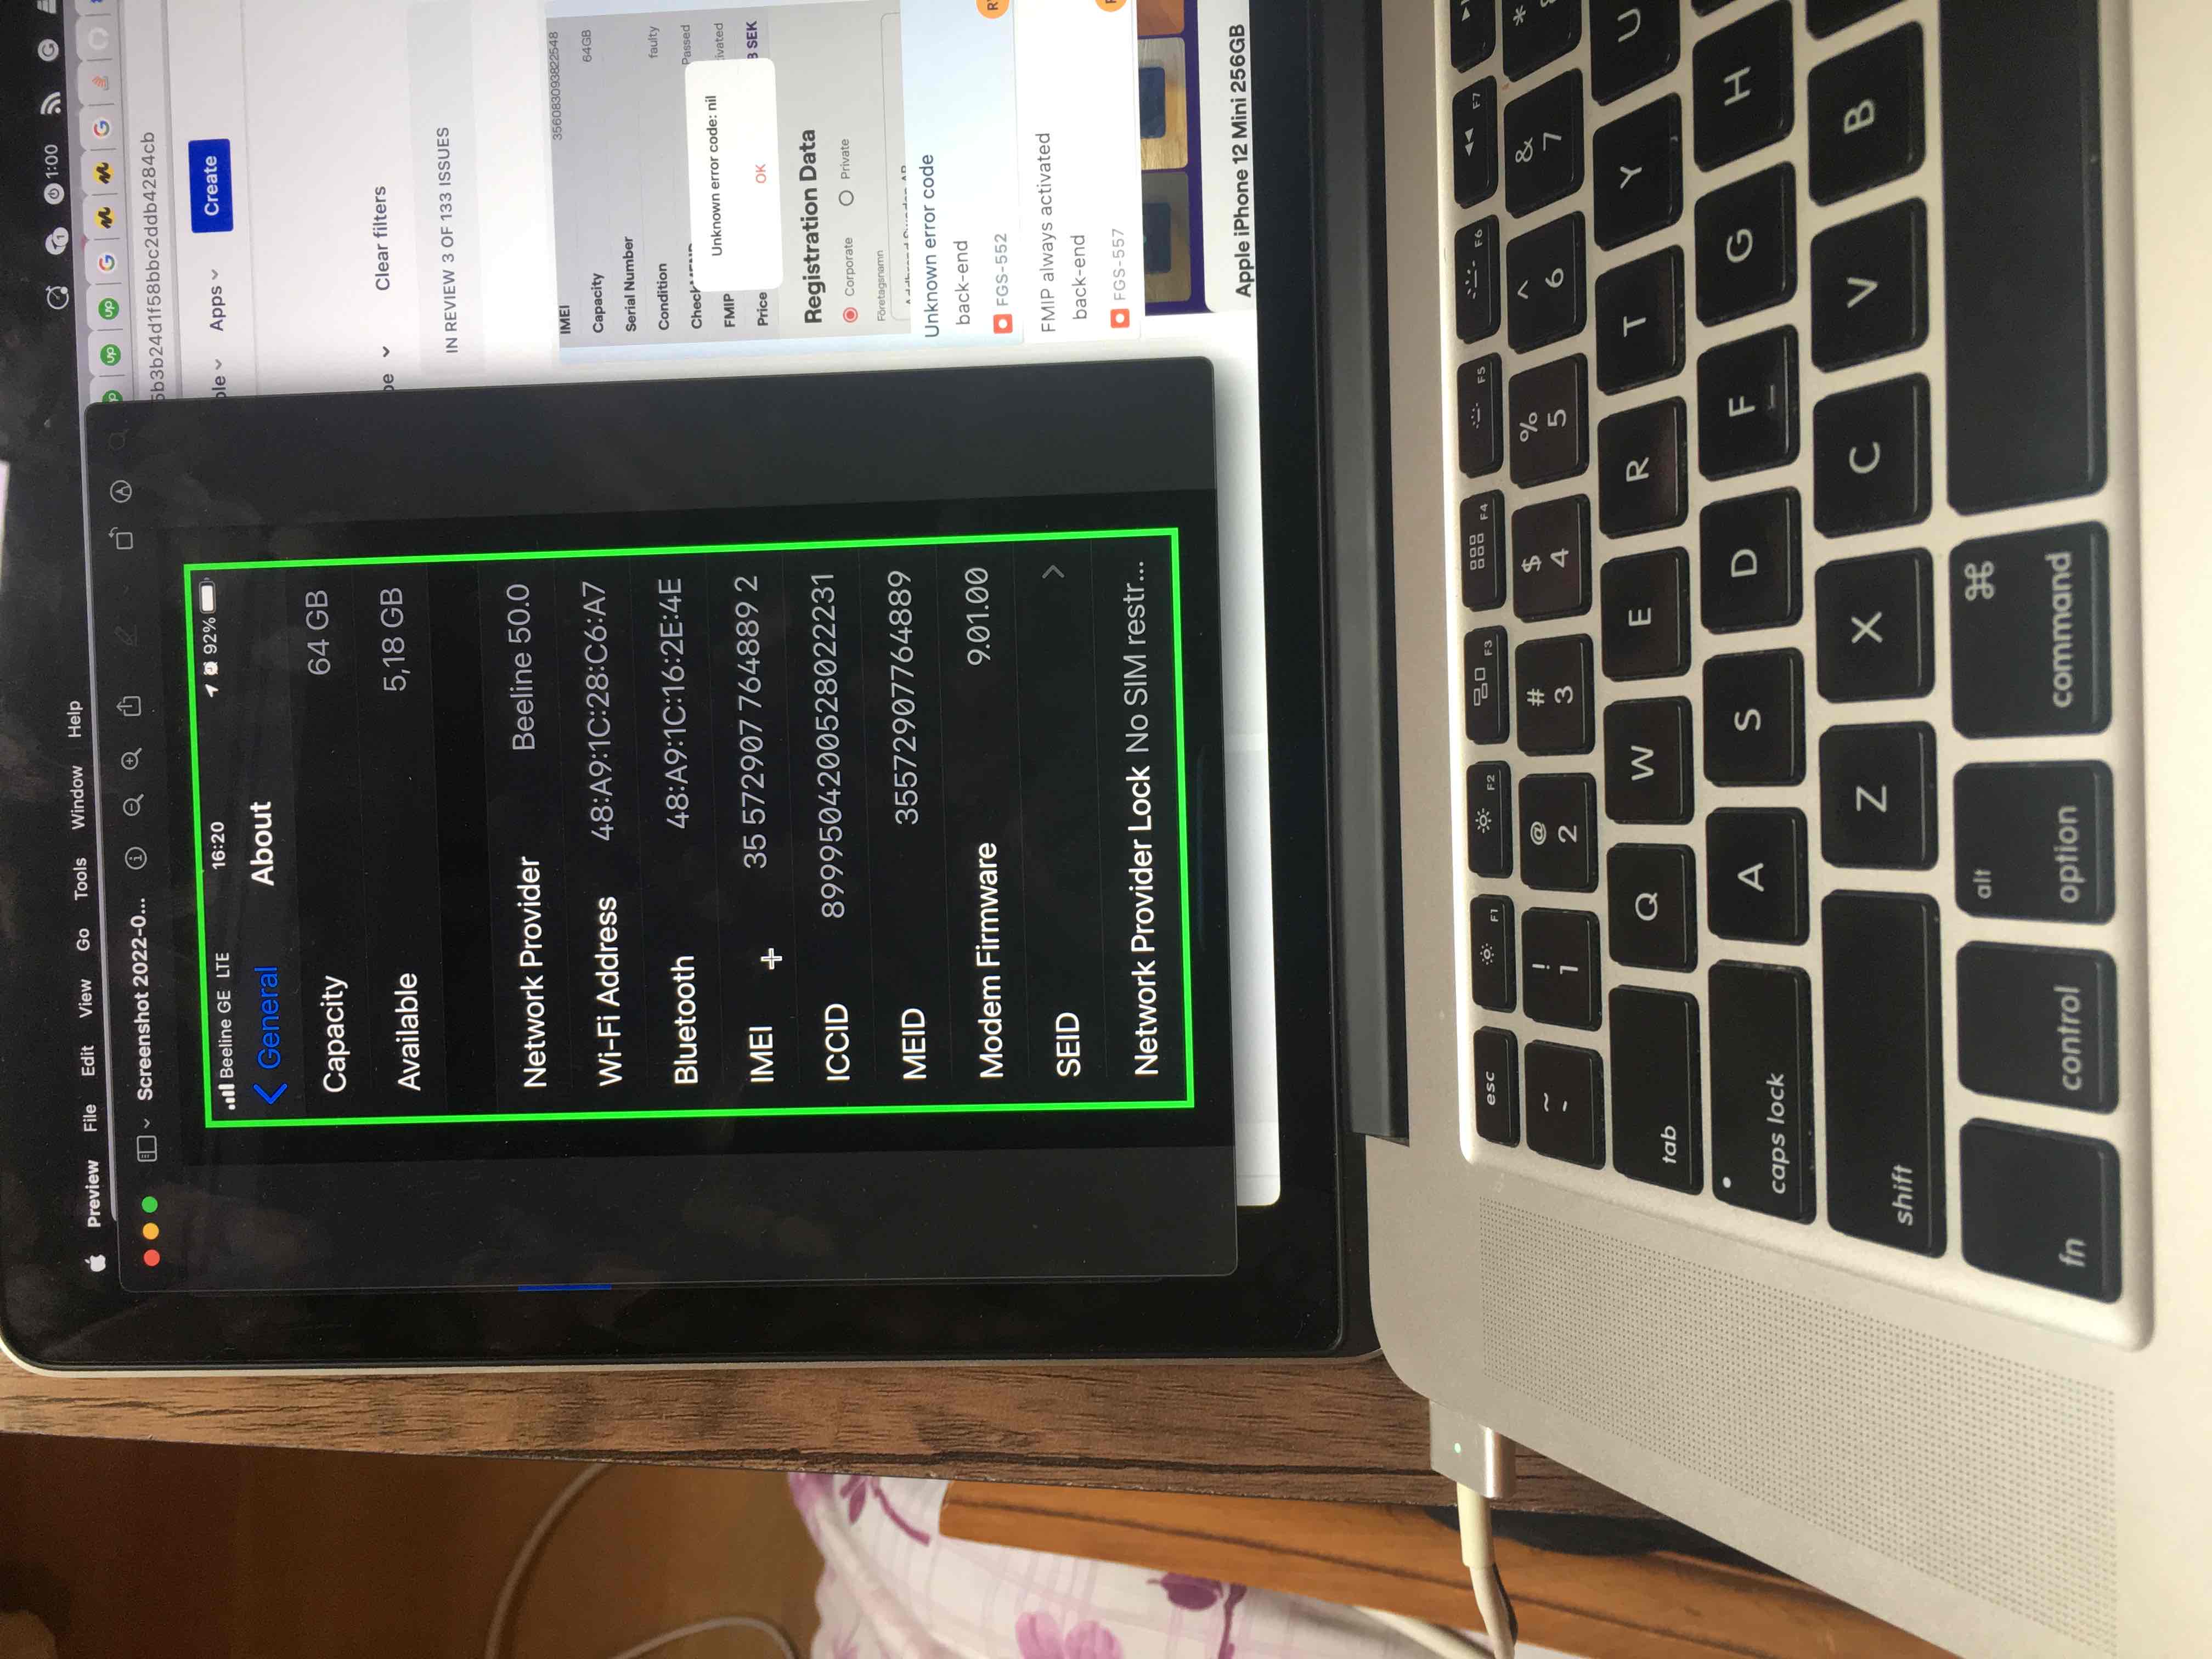 Preview File Edit View Go Tools Window Help
1:00
Screenshot 2022-0...
5b3b24d1f58bbc2ddb4284cb
Beeline GE LTE 16:20 92%
General About
Capacity 64 GB
Available 5,18 GB
Network Provider Beeline 50.0
Wi-Fi Address 48:A9:1C:28:C6:A7
Bluetooth 48:A9:1C:16:2E:4E
IMEI 35 572907 764889 2
ICCID 8999504200528022231
MEID 35572907764889
Modem Firmware 9.01.00
SEID
Network Provider Lock No SIM restr...
Apps Create
Clear filters
IN REVIEW 3 OF 133 ISSUES
IMEI 356083093822548
Capacity 64GB
Serial Number
Condition faulty
Passed
FMIP
Price SEK
Unknown error code: nil
OK
Registration Data
Corporate Private
Företagsnamn
Unknown error code
back-end
FGS-552
FMIP always activated
back-end
FGS-557
Apple iPhone 12 Mini 256GB
esc F1 F2 F3 F4 F5 F6 F7
~ ! @ # $ % ^ & *
1 2 3 4 5 6 7
tab Q W E R T Y U
caps lock A S D F G H
shift Z X C V B
alt ⌘
fn control option command